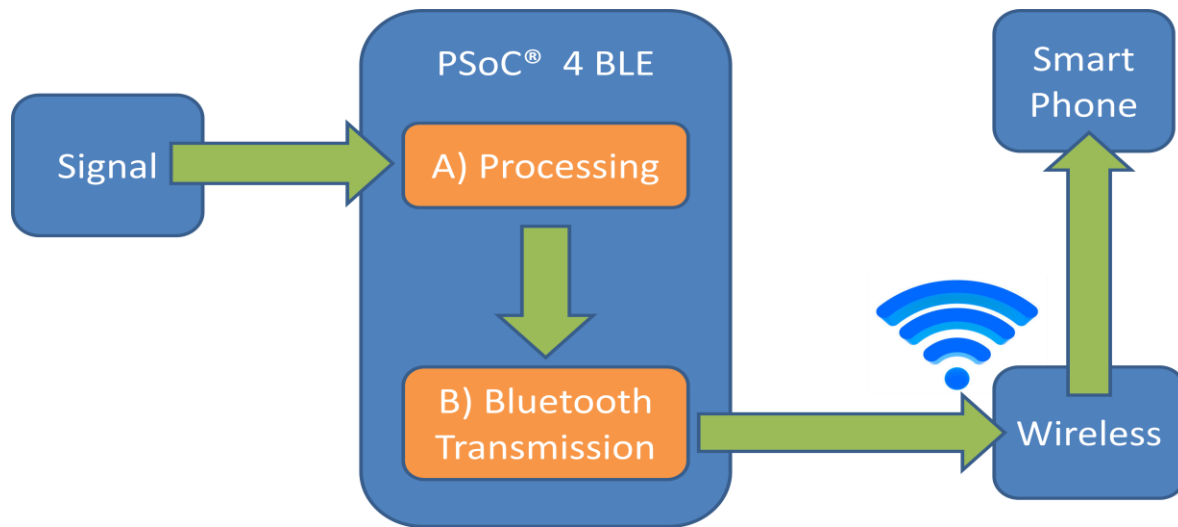 PSoC® 4 BLE
Signal
A) Processing
B) Bluetooth
Transmission
Wireless
Smart
Phone